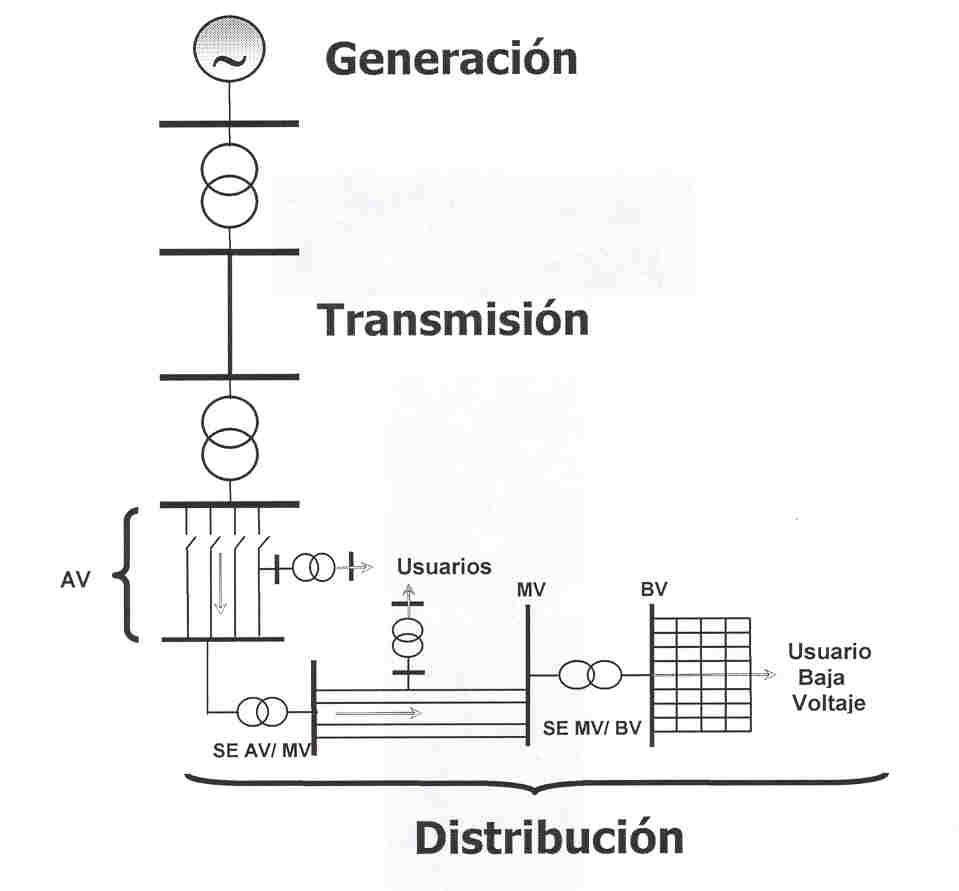 ~
Generación
Transmisión
AV
Usuarios
MV
BV
Usuario
Baja
Voltaje
SE AV/ MV
SE MV/ BV
Distribución